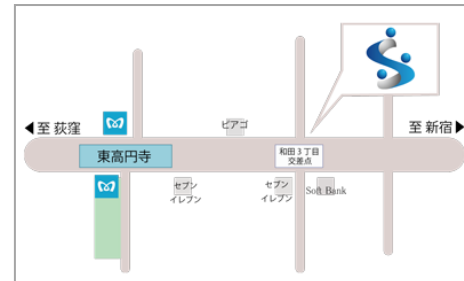 ピアゴ
◀至 荻窪
至 新宿▶
東高円寺
和田3丁目
交差点
セブン
イレブン
セブン
イレブン
Soft Bank